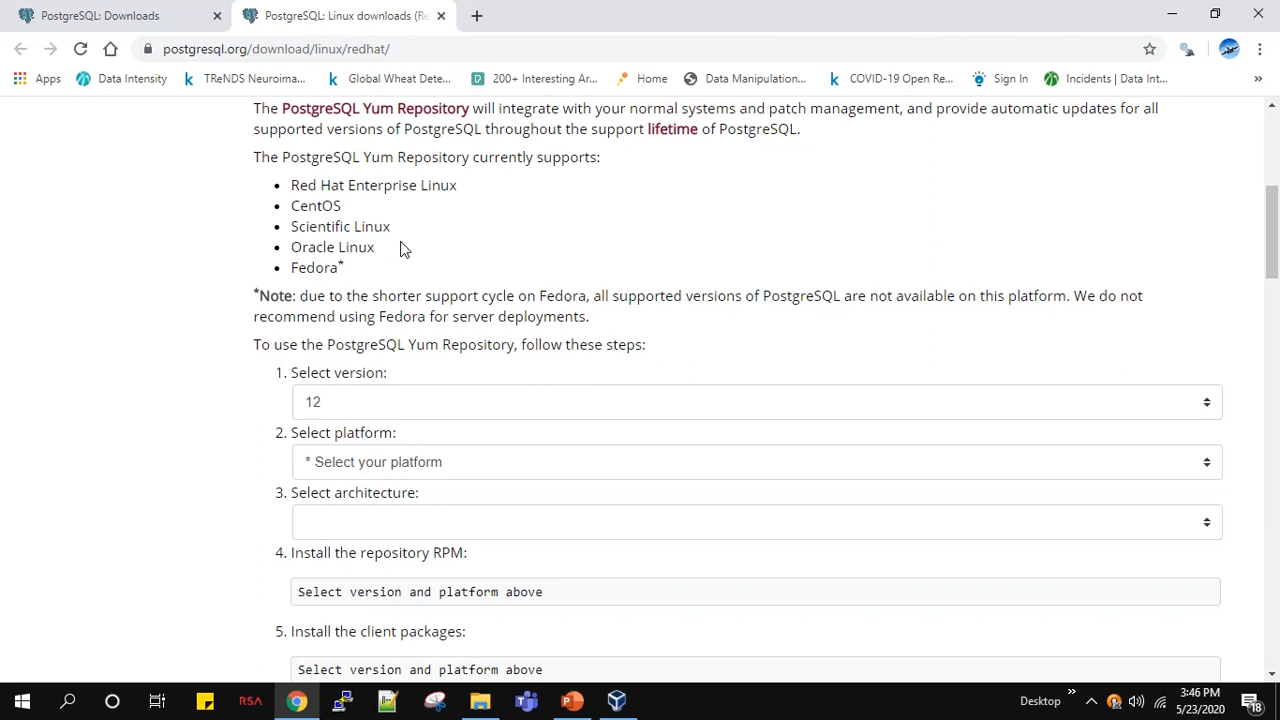 PostgreSQL: Downloads
PostgreSQL: Linux downloads (Re
postgresql.org/download/linux/redhat/
Apps
Data Intensity
TReNDS Neuroima...
Global Wheat Dete...
200+ Interesting Ar...
Home
Data Manipulation...
COVID-19 Open Re...
Sign In
Incidents | Data Int...
The PostgreSQL Yum Repository will integrate with your normal systems and patch management, and provide automatic updates for all
supported versions of PostgreSQL throughout the support lifetime of PostgreSQL.
The PostgreSQL Yum Repository currently supports:
• Red Hat Enterprise Linux
• CentOS
• Scientific Linux
• Oracle Linux
• Fedora*
*Note: due to the shorter support cycle on Fedora, all supported versions of PostgreSQL are not available on this platform. We do not
recommend using Fedora for server deployments.
To use the PostgreSQL Yum Repository, follow these steps:
1. Select version:
12
2. Select platform:
* Select your platform
3. Select architecture:
4. Install the repository RPM:
Select version and platform above
5. Install the client packages:
Select version and platform above
RSA
Desktop
3:46 PM
5/23/2020
18